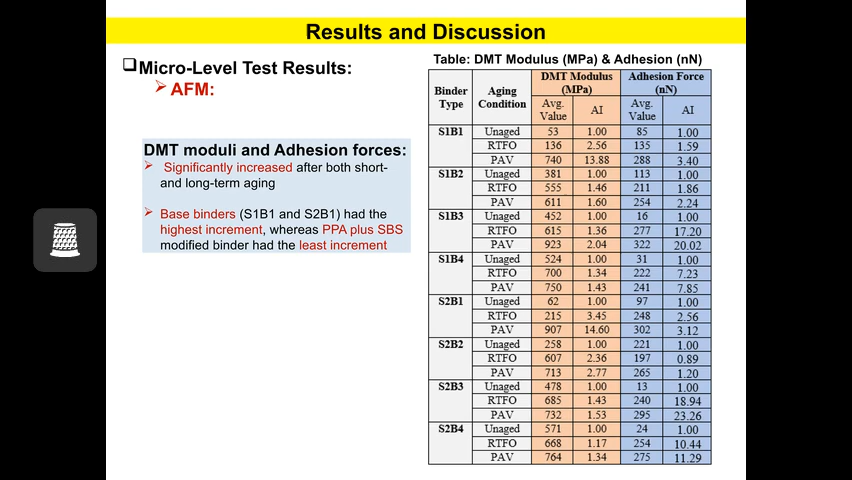 Results and Discussion
Micro-Level Test Results:
AFM:
DMT moduli and Adhesion forces:
Significantly increased after both short-
and long-term aging
Base binders (S1B1 and S2B1) had the
highest increment, whereas PPA plus SBS
modified binder had the least increment
Table: DMT Modulus (MPa) & Adhesion (nN)
Binder Type Aging Condition DMT Modulus (MPa) Adhesion Force (nN)
Avg. Value AI Avg. Value AI
S1B1 Unaged 53 1.00 85 1.00
RTFO 136 2.56 135 1.59
PAV 740 13.88 288 3.40
S1B2 Unaged 381 1.00 113 1.00
RTFO 555 1.46 211 1.86
PAV 611 1.60 254 2.24
S1B3 Unaged 452 1.00 16 1.00
RTFO 615 1.36 277 17.20
PAV 923 2.04 322 20.02
S1B4 Unaged 524 1.00 31 1.00
RTFO 700 1.34 222 7.23
PAV 750 1.43 241 7.85
S2B1 Unaged 62 1.00 97 1.00
RTFO 215 3.45 248 2.56
PAV 907 14.60 302 3.12
S2B2 Unaged 258 1.00 221 1.00
RTFO 607 2.36 197 0.89
PAV 713 2.77 265 1.20
S2B3 Unaged 478 1.00 13 1.00
RTFO 685 1.43 240 18.94
PAV 732 1.53 295 23.26
S2B4 Unaged 571 1.00 24 1.00
RTFO 668 1.17 254 10.44
PAV 764 1.34 275 11.29